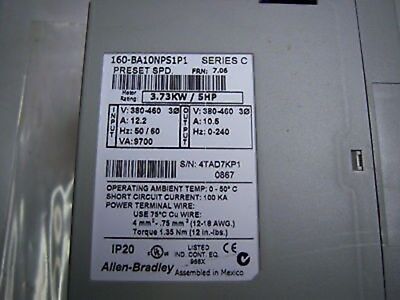 160-BA10NPS1P1 SERIES C
PRESET SPD. FRN: 7.06
Motor Rating 3.73KW / 5HP
INPUT V: 380-460 3Ø OUTPUT V: 380-460 3Ø
A: 12.2 A: 10.5
Hz: 50 / 60 Hz: 0-240
VA: 9700
S/N: 4TAD7KP1
0867
OPERATING AMBIENT TEMP: 0 - 50° C
SHORT CIRCUIT CURRENT: 100 KA
POWER TERMINAL WIRE:
USE 75°C Cu WIRE
4 mm² - .75 mm² (12-18 AWG.)
Torque 1.35 Nm (12 in.-lbs.)
IP20 UL LISTED
IND. CONT. EQ.
966X
CE
Allen-Bradley Assembled in Mexico